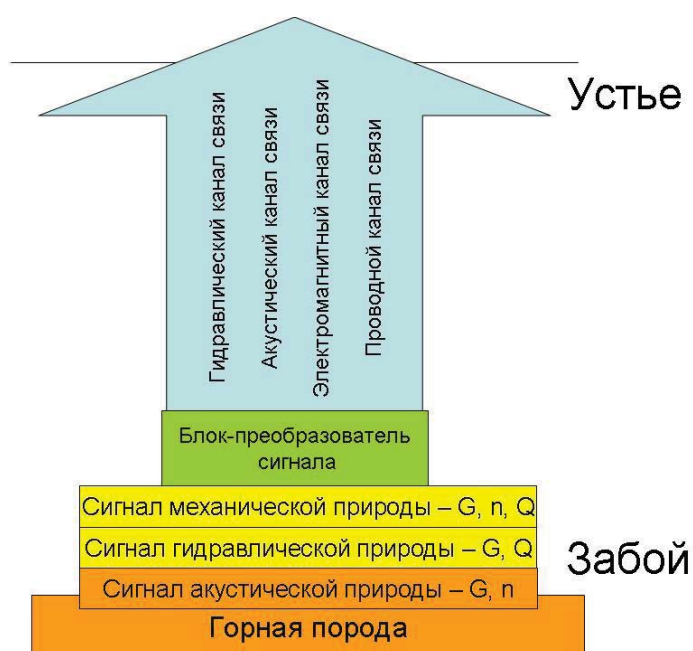 Устье
Гидравлический канал связи
Акустический канал связи
Электромагнитный канал связи
Проводной канал связи
Блок-преобразователь
сигнала
Сигнал механической природы – G, n, Q
Сигнал гидравлической природы – G, Q
Забой
Сигнал акустической природы – G, n
Горная порода